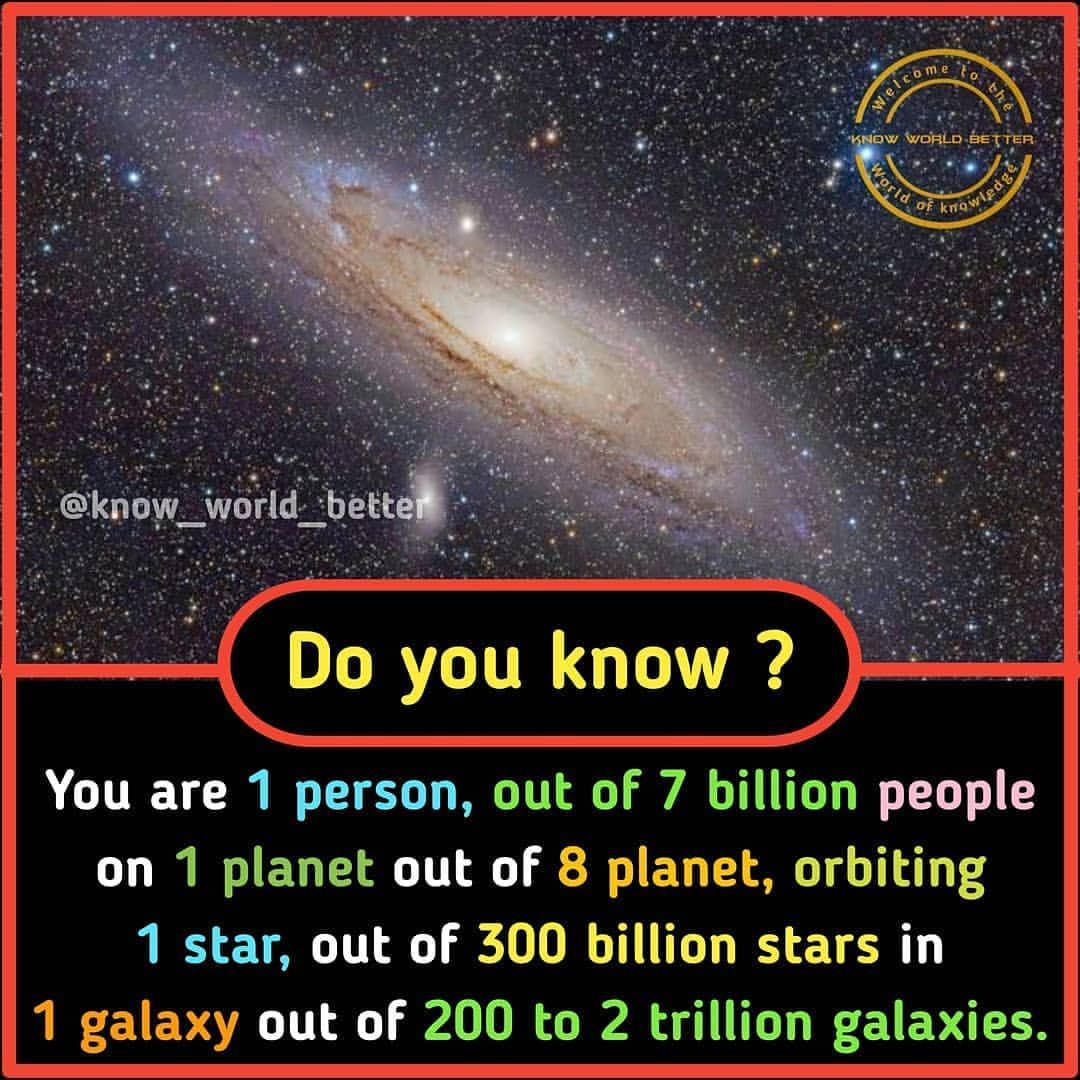 Welcome to the
KNOW WORLD BETTER
World of knowledge
@know_world_better
Do you know ?
You are 1 person, out of 7 billion people
on 1 planet out of 8 planet, orbiting
1 star, out of 300 billion stars in
1 galaxy out of 200 to 2 trillion galaxies.